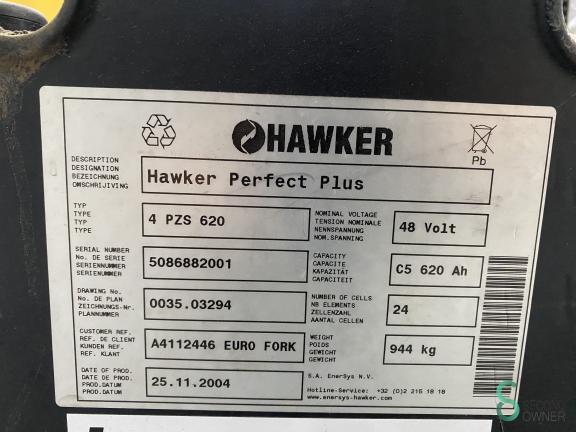 HAWKER
Pb
DESCRIPTION
DESIGNATION
BEZEICHNUNG
OMSCHRIJVING
Hawker Perfect Plus
TYP
TYPE
TYPE
4 PZS 620
NOMINAL VOLTAGE
TENSION NOMINALE
NENNSPANNUNG
NOM.SPANNING
48 Volt
SERIAL NUMBER
No. DE SERIE
SERIENNUMMER
SERIENUMMER
5086882001
CAPACITY
CAPACITE
KAPAZITÄT
CAPACITEIT
C5 620 Ah
DRAWING No.
No. DE PLAN
ZEICHNUNGS-Nr.
PLANNUMMER
0035.03294
NUMBER OF CELLS
NB ELEMENTS
ZELLENZAHL
AANTAL CELLEN
24
CUSTOMER REF.
REF. DE CLIENT
KUNDEN REF.
REF. KLANT
A4112446 EURO FORK
WEIGHT
POIDS
GEWICHT
GEWICHT
944 kg
DATE OF PROD.
DATE DE PROD.
PROD.DATUM
PROD.DATUM
25.11.2004
S.A. EnerSys N.V.
Hotline-Service: +32 (0)2 215 18 18
www.enersys-hawker.com
SECOND
OWNER